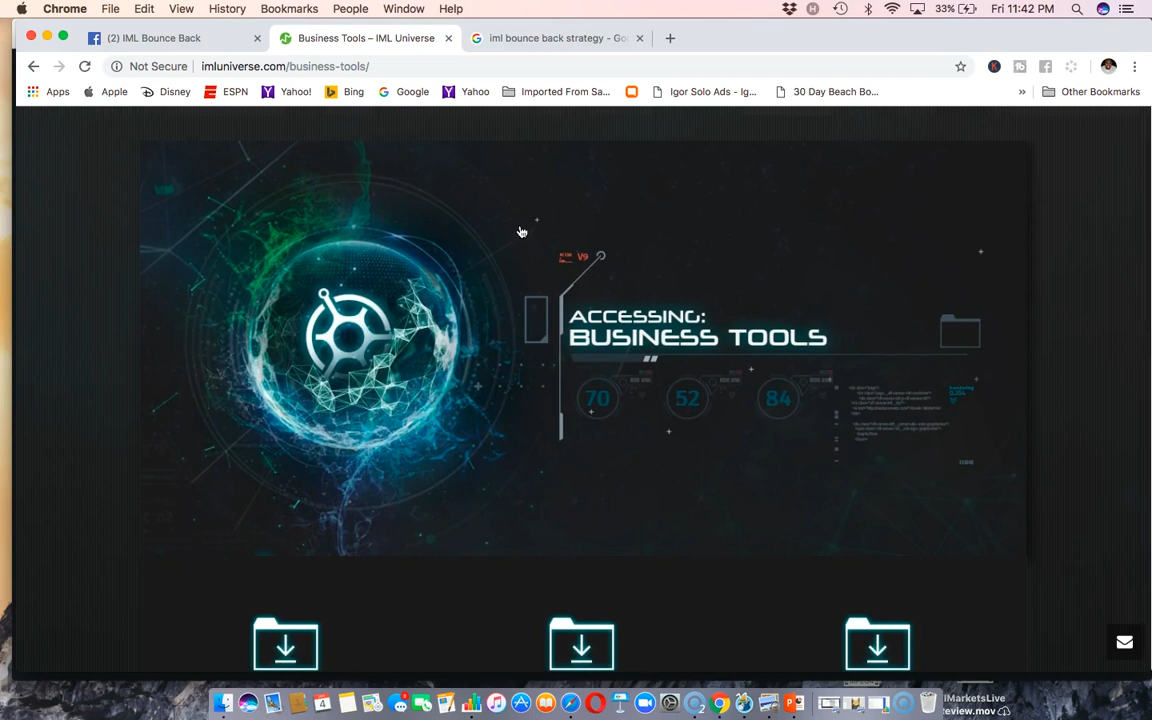 Chrome File Edit View History Bookmarks People Window Help 33% Fri 11:42 PM
(2) IML Bounce Back Business Tools – IML Universe iml bounce back strategy - Go
Not Secure imluniverse.com/business-tools/
Apps Apple Disney ESPN Yahoo! Bing Google Yahoo Imported From Sa... Igor Solo Ads - Ig... 30 Day Beach Bo... » Other Bookmarks
V9
ACCESSING:
BUSINESS TOOLS
70 52 84
IMarketsLive
review.mov